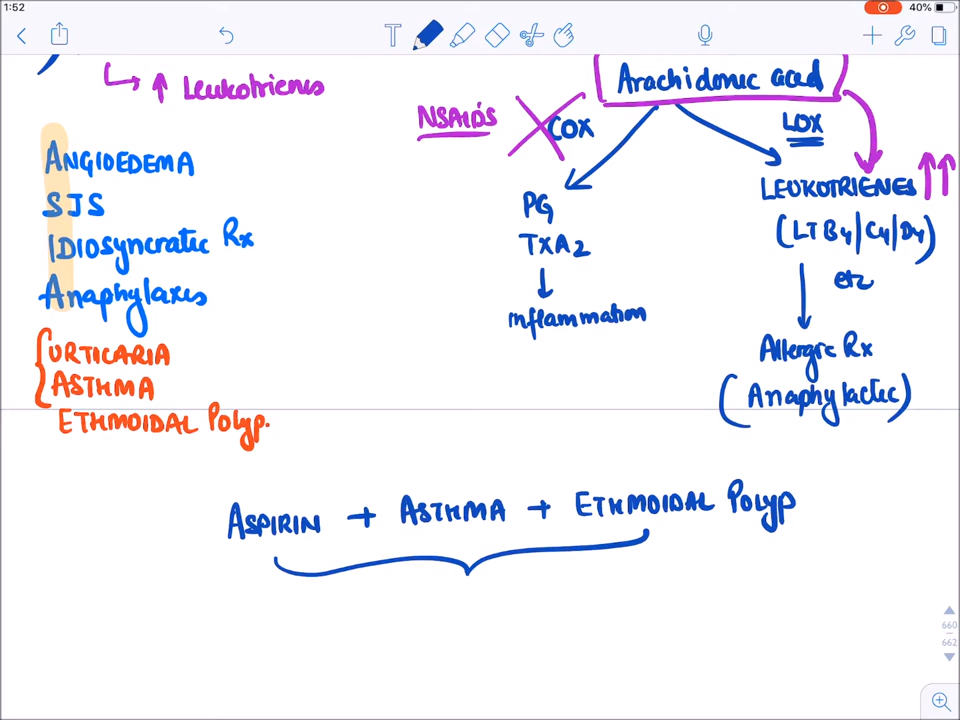 1:52
40%
T
Arachidonic acid
↳ ↑ Leukotrienes
NSAIDS
COX
LOX
ANGIOEDEMA
LEUKOTRIENES ↑↑
SJS
PG
(LTB4/C4/D4)
IDiosyncratic Rx
TxA2
etc
Anaphylaxes
↓
inflammation
URTICARIA
Allergic Rx
ASTHMA
(Anaphylactic)
ETHMOIDAL Polyp.
ASPIRIN + ASTHMA + ETHMOIDAL Polyp
660
662